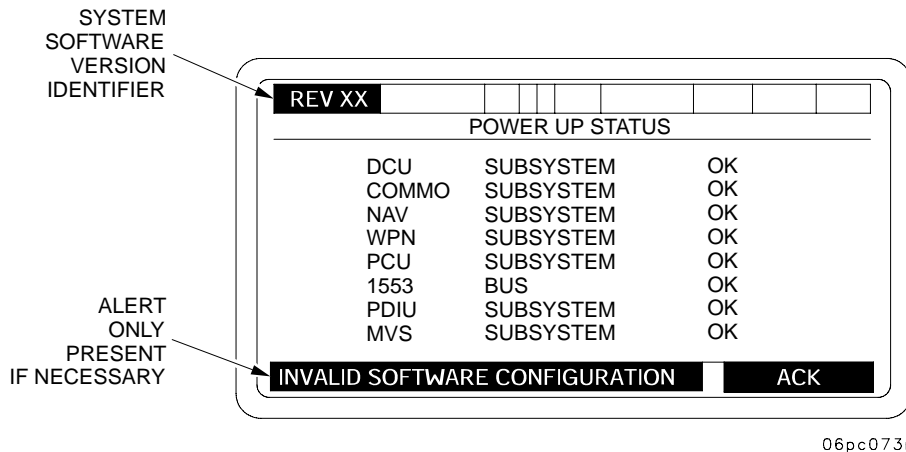 SYSTEM
SOFTWARE
VERSION
IDENTIFIER
REV XX
POWER UP STATUS
DCU SUBSYSTEM OK
COMMO SUBSYSTEM OK
NAV SUBSYSTEM OK
WPN SUBSYSTEM OK
PCU SUBSYSTEM OK
1553 BUS OK
PDIU SUBSYSTEM OK
MVS SUBSYSTEM OK
ALERT
ONLY
PRESENT
IF NECESSARY
INVALID SOFTWARE CONFIGURATION ACK
06pc073